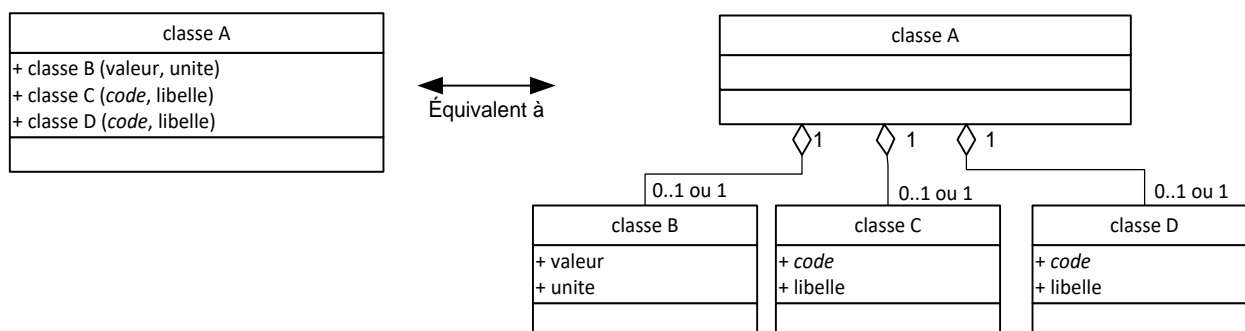 classe A
+ classe B (valeur, unite)
+ classe C (code, libelle)
+ classe D (code, libelle)
Équivalent à
classe A
1
1
1
0..1 ou 1
0..1 ou 1
0..1 ou 1
classe B
+ valeur
+ unite
classe C
+ code
+ libelle
classe D
+ code
+ libelle